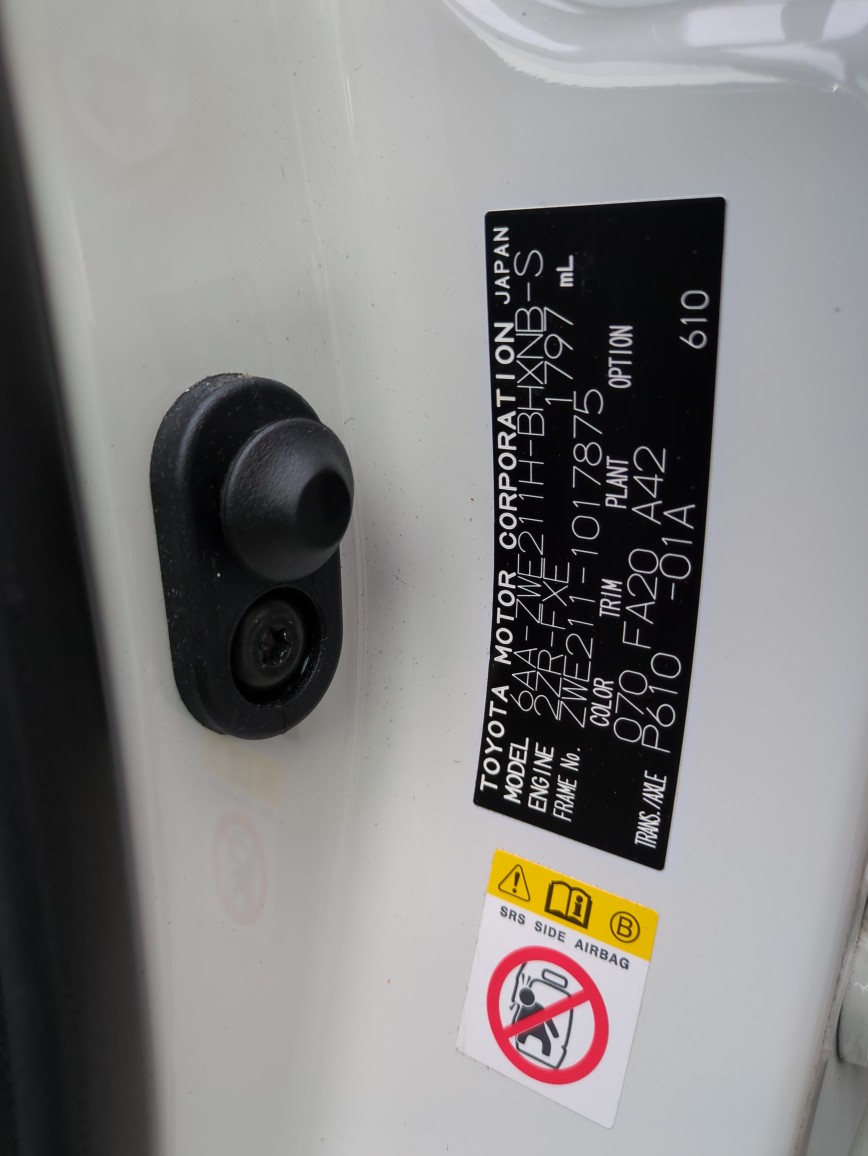 TOYOTA MOTOR CORPORATION JAPAN
MODEL 6AA-ZWE211H-BHXNB-S
ENGINE 2ZR-FXE 1797 mL
FRAME No. ZWE211-1017875
COLOR TRIM PLANT OPTION
070 FA20 A42
TRANS./AXLE P610 -01A 610
B
SRS SIDE AIRBAG